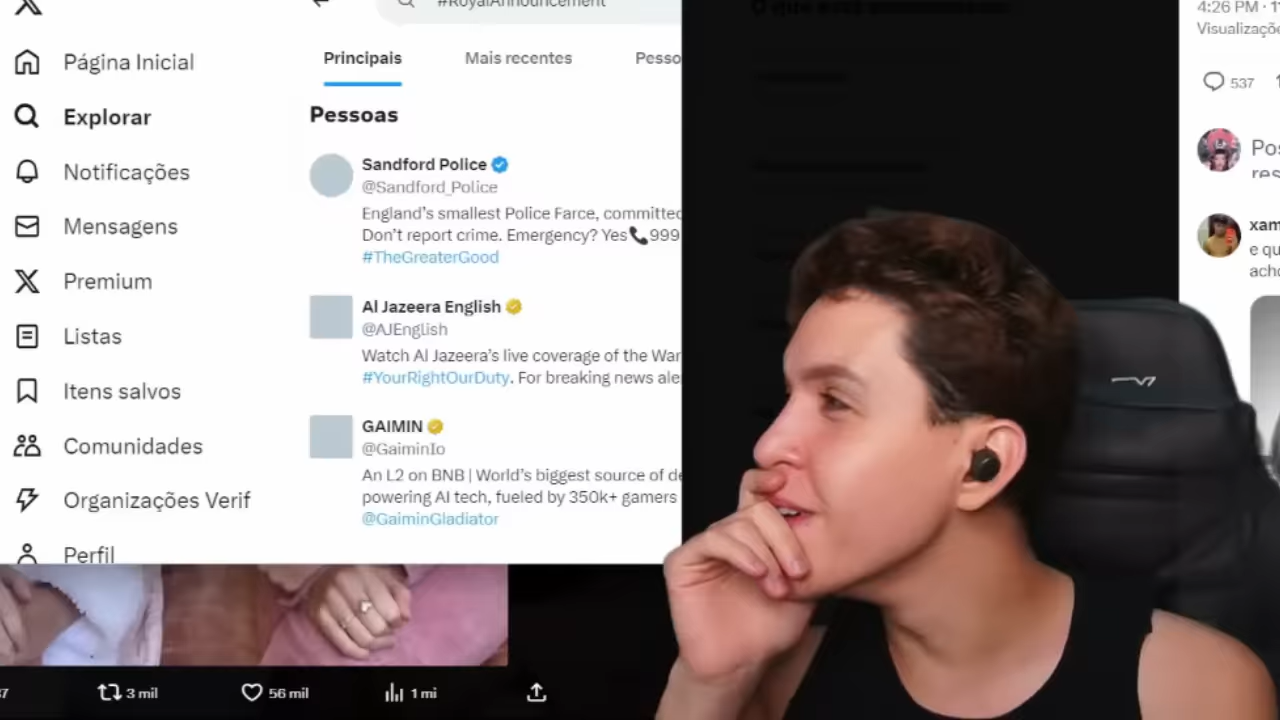 #RoyalAnnouncement
Página Inicial
Explorar
Notificações
Mensagens
Premium
Listas
Itens salvos
Comunidades
Organizações Verif
Perfil
Principais
Mais recentes
Pesso
Pessoas
Sandford Police
@Sandford_Police
England’s smallest Police Farce, committed
Don’t report crime. Emergency? Yes📞999
#TheGreaterGood
Al Jazeera English
@AJEnglish
Watch Al Jazeera’s live coverage of the War
#YourRightOurDuty. For breaking news ale
GAIMIN
@GaiminIo
An L2 on BNB | World’s biggest source of de
powering AI tech, fueled by 350k+ gamers
@GaiminGladiator
37
3 mil
56 mil
1 mi
4:26 PM · 1
Visualizaçõ
537
Pos
res
xam
e qu
acho